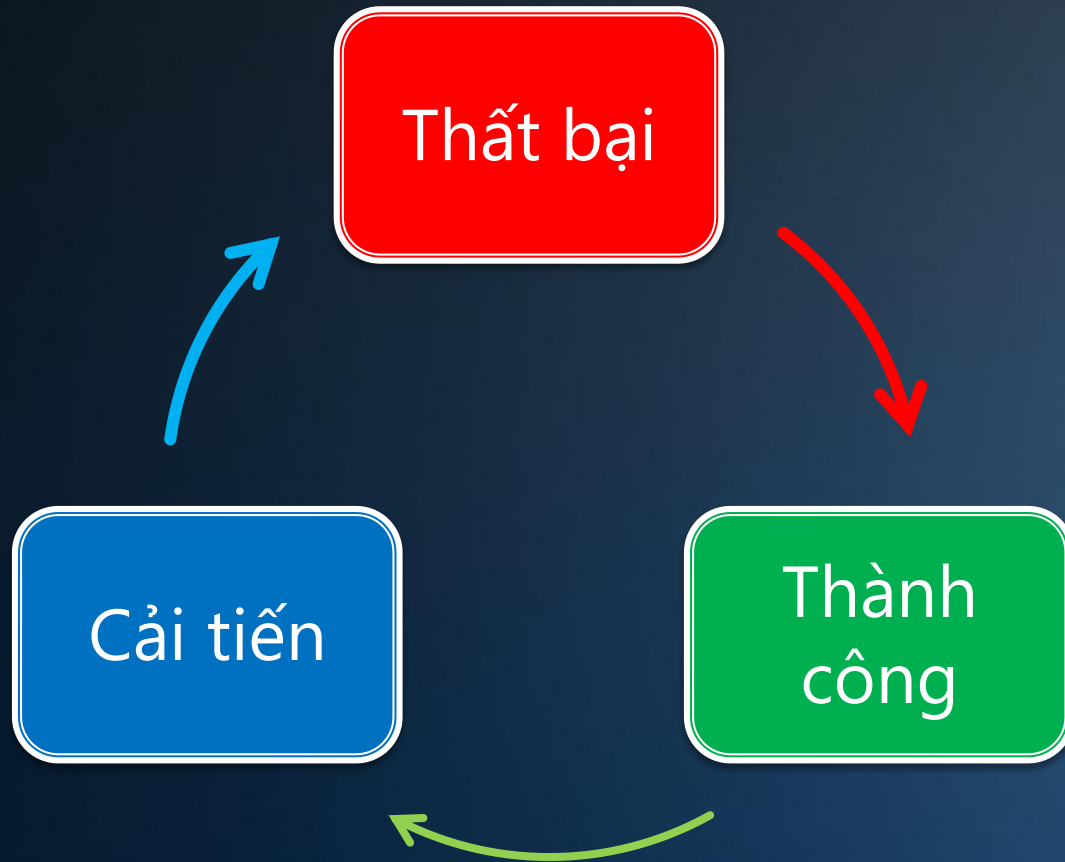 Thất bại
Cải tiến
Thành
công